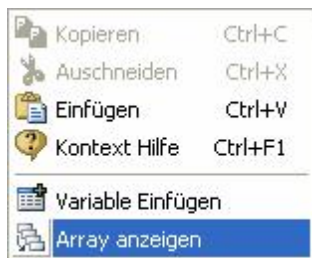 Kopieren Ctrl+C
Auschneiden Ctrl+X
Einfügen Ctrl+V
Kontext Hilfe Ctrl+F1
Variable Einfügen
Array anzeigen